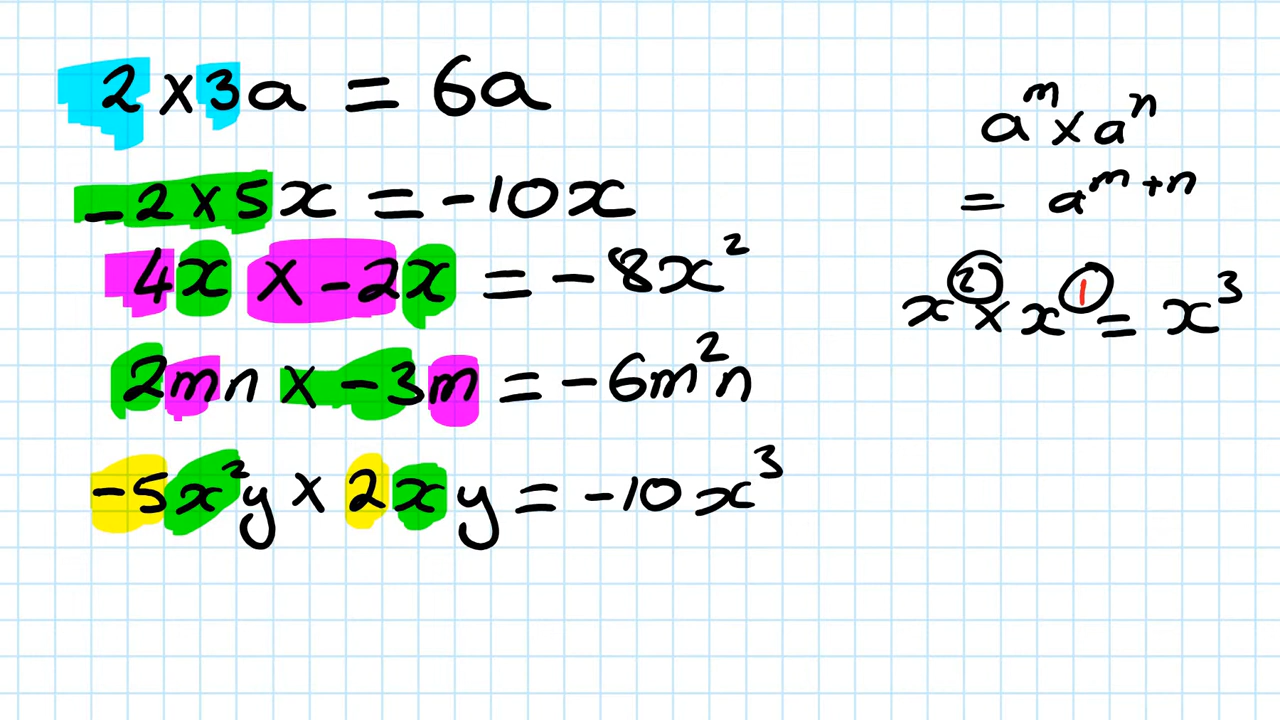 2 × 3a = 6a
-2 × 5x = -10x
4x × -2x = -8x²
2mn × -3m = -6m²n
-5x²y × 2xy = -10x³
aᵐ × aⁿ
= aᵐ⁺ⁿ
x² × x¹ = x³